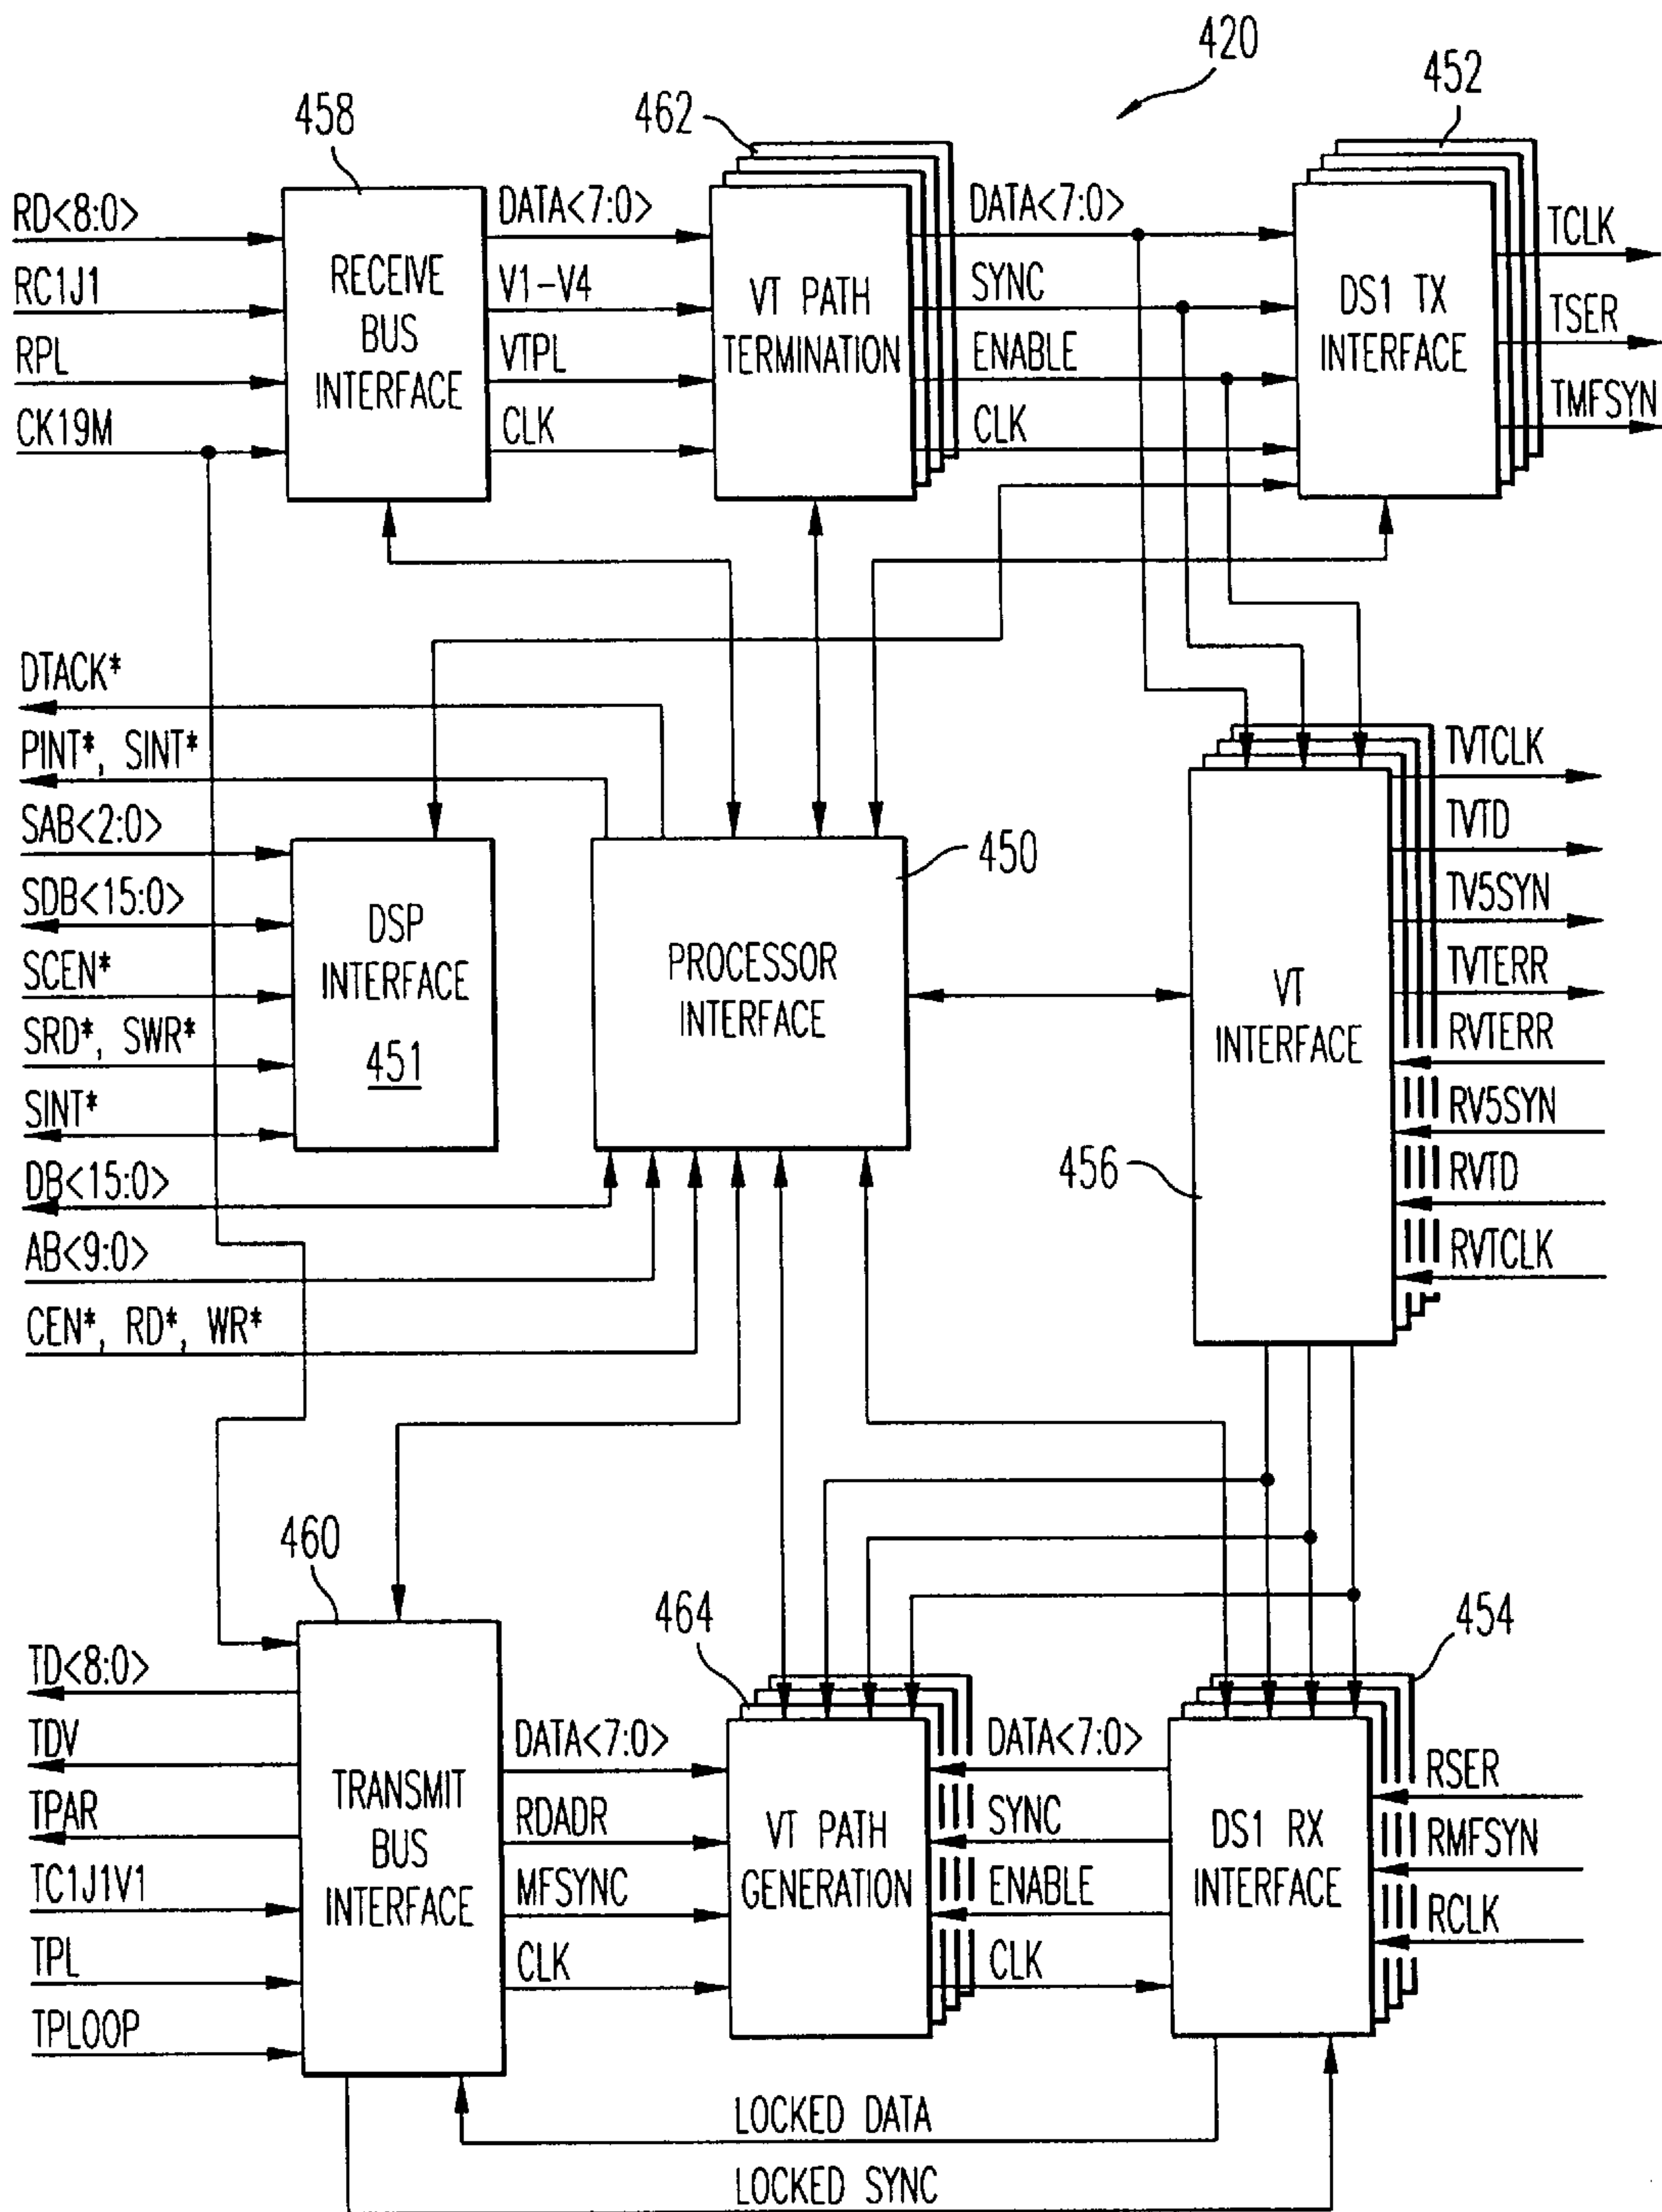 420
458
462
452
RD<8:0>
RC1J1
RPL
CK19M
RECEIVE
BUS
INTERFACE
DATA<7:0>
V1-V4
VTPL
CLK
VT PATH
TERMINATION
DATA<7:0>
SYNC
ENABLE
CLK
DS1 TX
INTERFACE
TCLK
TSER
TMFSYN
DTACK*
PINT*, SINT*
SAB<2:0>
SDB<15:0>
SCEN*
SRD*, SWR*
SINT*
DB<15:0>
AB<9:0>
CEN*, RD*, WR*
DSP
INTERFACE
451
PROCESSOR
INTERFACE
450
VT
INTERFACE
456
TVTCLK
TVTD
TV5SYN
TVTERR
RVTERR
RV5SYN
RVTD
RVTCLK
460
464
454
TD<8:0>
TDV
TPAR
TC1J1V1
TPL
TPLOOP
TRANSMIT
BUS
INTERFACE
DATA<7:0>
RDADR
MFSYNC
CLK
VT PATH
GENERATION
DATA<7:0>
SYNC
ENABLE
CLK
DS1 RX
INTERFACE
RSER
RMFSYN
RCLK
LOCKED DATA
LOCKED SYNC